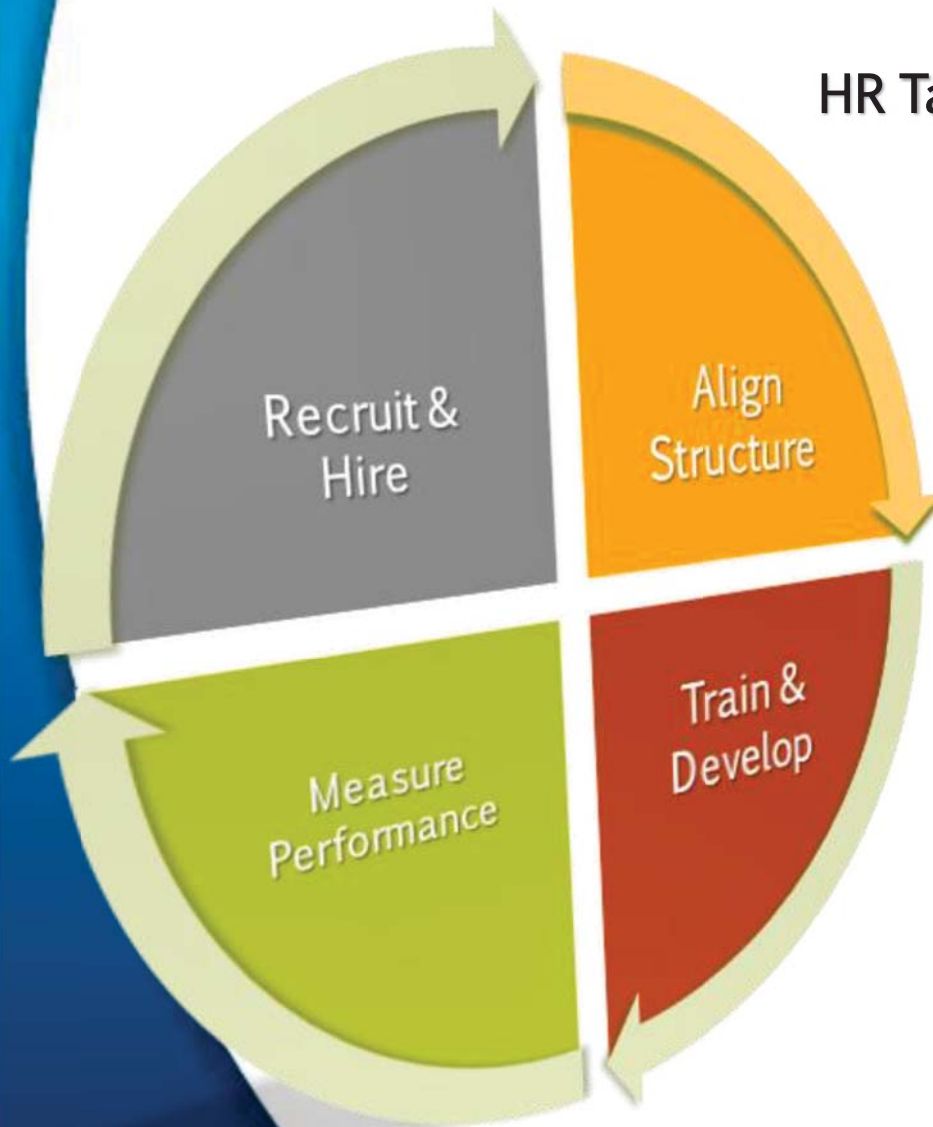 HR Ta
Recruit &
Hire
Align
Structure
Train &
Develop
Measure
Performance